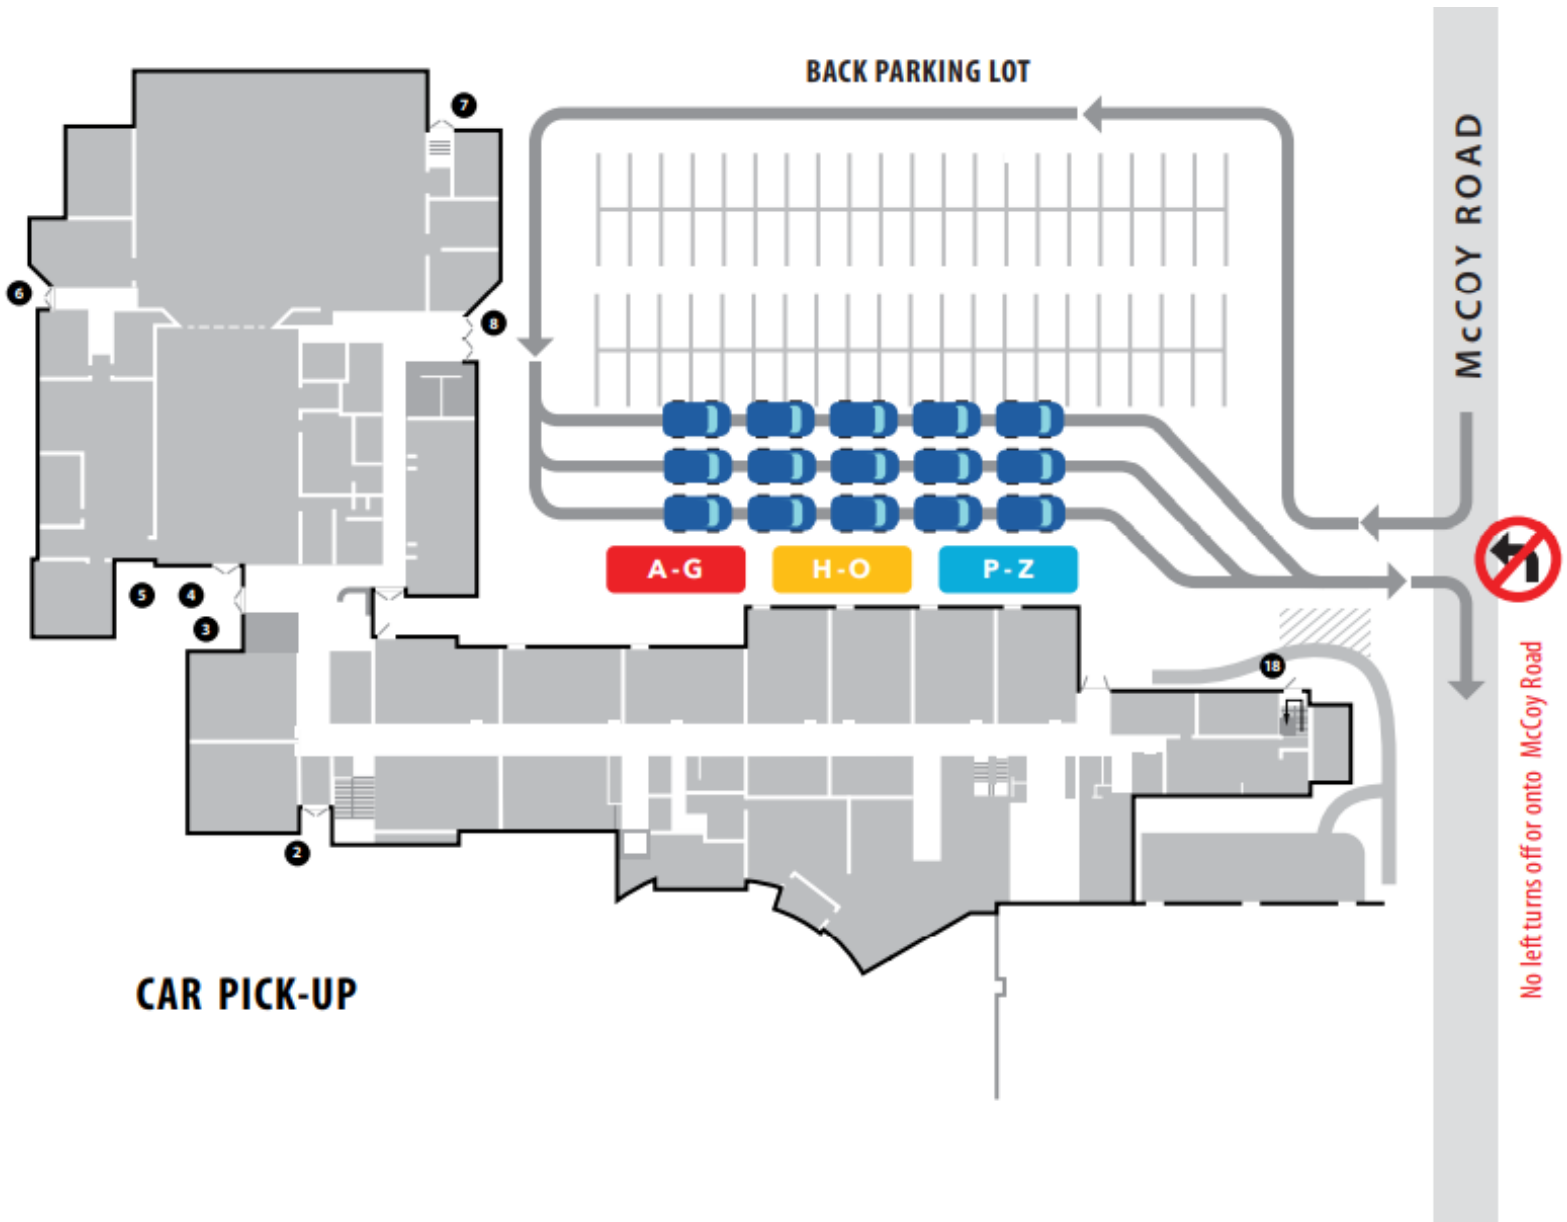 BACK PARKING LOT
7
McCOY ROAD
6
8
A-G
H-O
P-Z
5
4
3
18
No left turns off or onto McCoy Road
2
CAR PICK-UP